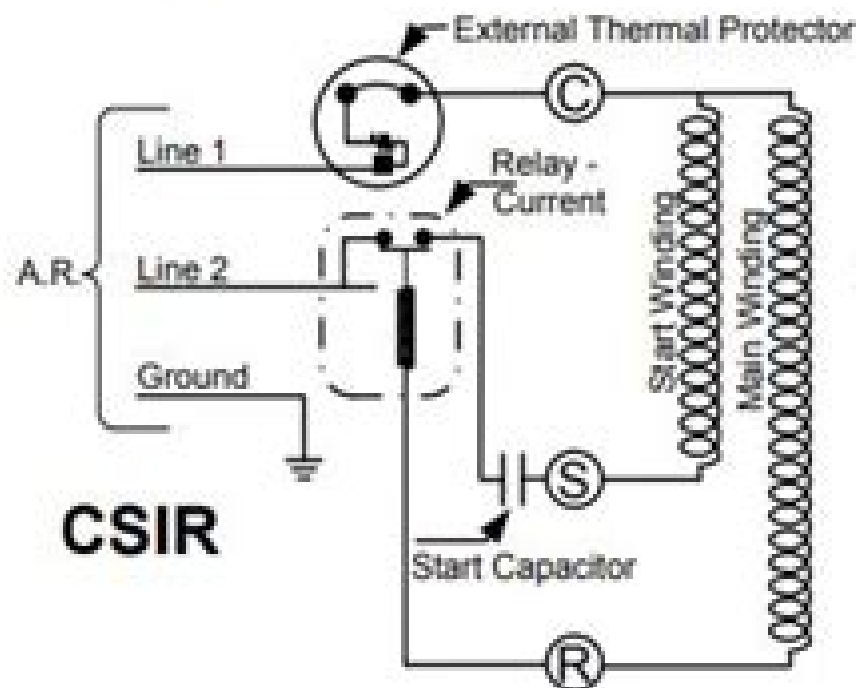 External Thermal Protector
C
Line 1
Relay -
Current
A.R.
Line 2
Start Winding
Main Winding
Ground
S
CSIR
Start Capacitor
R